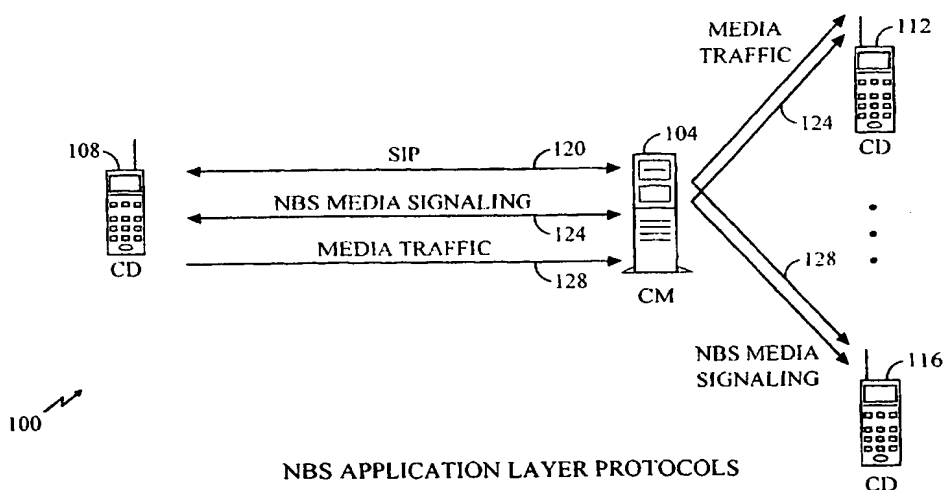 MEDIA
TRAFFIC
112
124
CD
108
SIP
120
104
NBS MEDIA SIGNALING
124
CD
MEDIA TRAFFIC
128
CM
128
NBS MEDIA
SIGNALING
116
100
NBS APPLICATION LAYER PROTOCOLS
CD